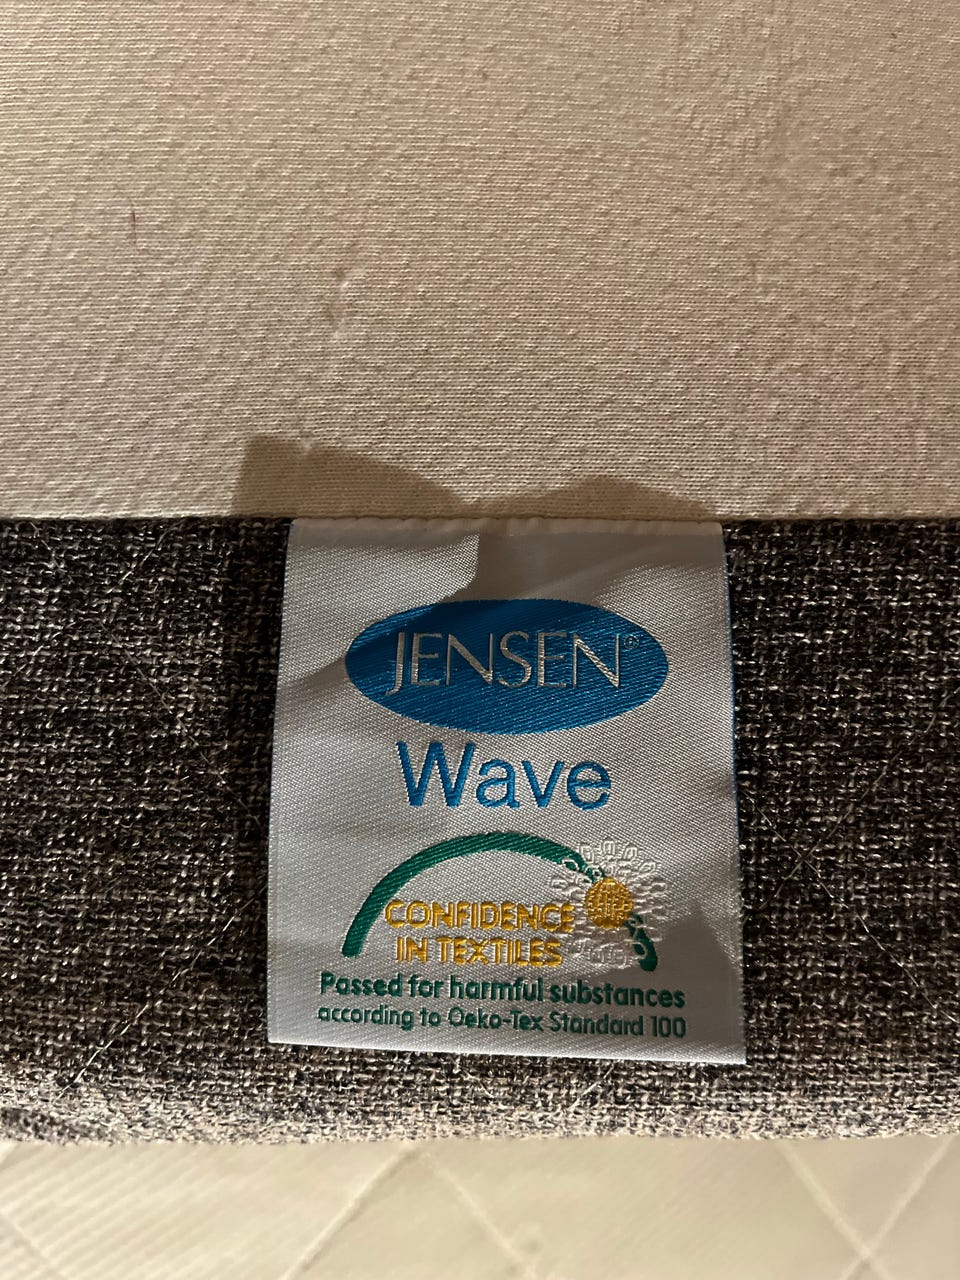 JENSEN®
Wave
CONFIDENCE
IN TEXTILES
Passed for harmful substances
according to Oeko-Tex Standard 100